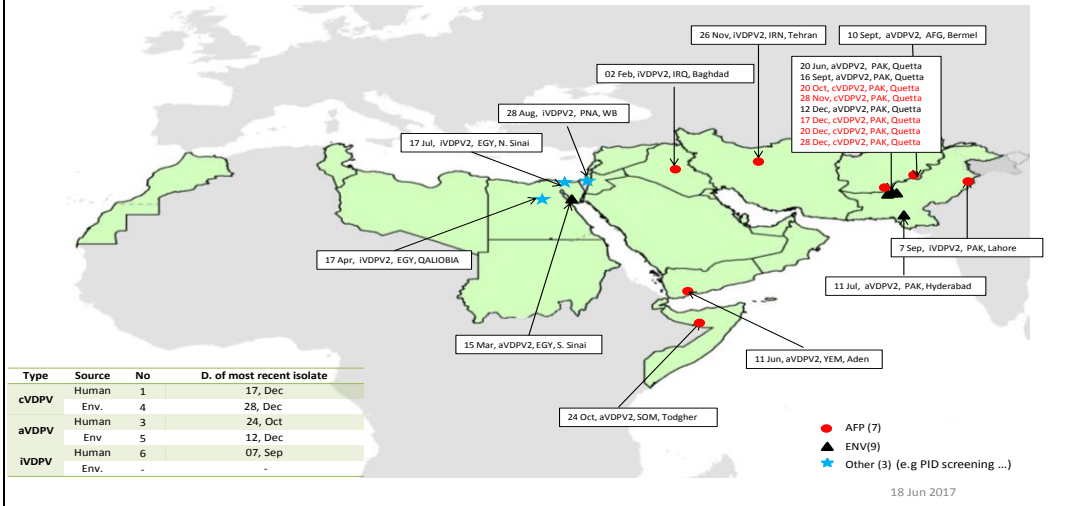 26 Nov, iVDPV2, IRN, Tehran
10 Sept, aVDPV2, AFG, Bermel
02 Feb, iVDPV2, IRQ, Baghdad
20 Jun, aVDPV2, PAK, Quetta
16 Sept, aVDPV2, PAK, Quetta
20 Oct, cVDPV2, PAK, Quetta
28 Nov, cVDPV2, PAK, Quetta
12 Dec, aVDPV2, PAK, Quetta
17 Dec, cVDPV2, PAK, Quetta
20 Dec, cVDPV2, PAK, Quetta
28 Dec, cVDPV2, PAK, Quetta
28 Aug, iVDPV2, PNA, WB
17 Jul, iVDPV2, EGY, N. Sinai
17 Apr, iVDPV2, EGY, QALIOBIA
7 Sep, iVDPV2, PAK, Lahore
11 Jul, aVDPV2, PAK, Hyderabad
15 Mar, aVDPV2, EGY, S. Sinai
11 Jun, aVDPV2, YEM, Aden
24 Oct, aVDPV2, SOM, Todgher
Type Source No D. of most recent isolate
cVDPV Human 1 17, Dec
Env. 4 28, Dec
aVDPV Human 3 24, Oct
Env 5 12, Dec
iVDPV Human 6 07, Sep
Env. - -
AFP (7)
ENV(9)
Other (3) (e.g PID screening ...)
18 Jun 2017